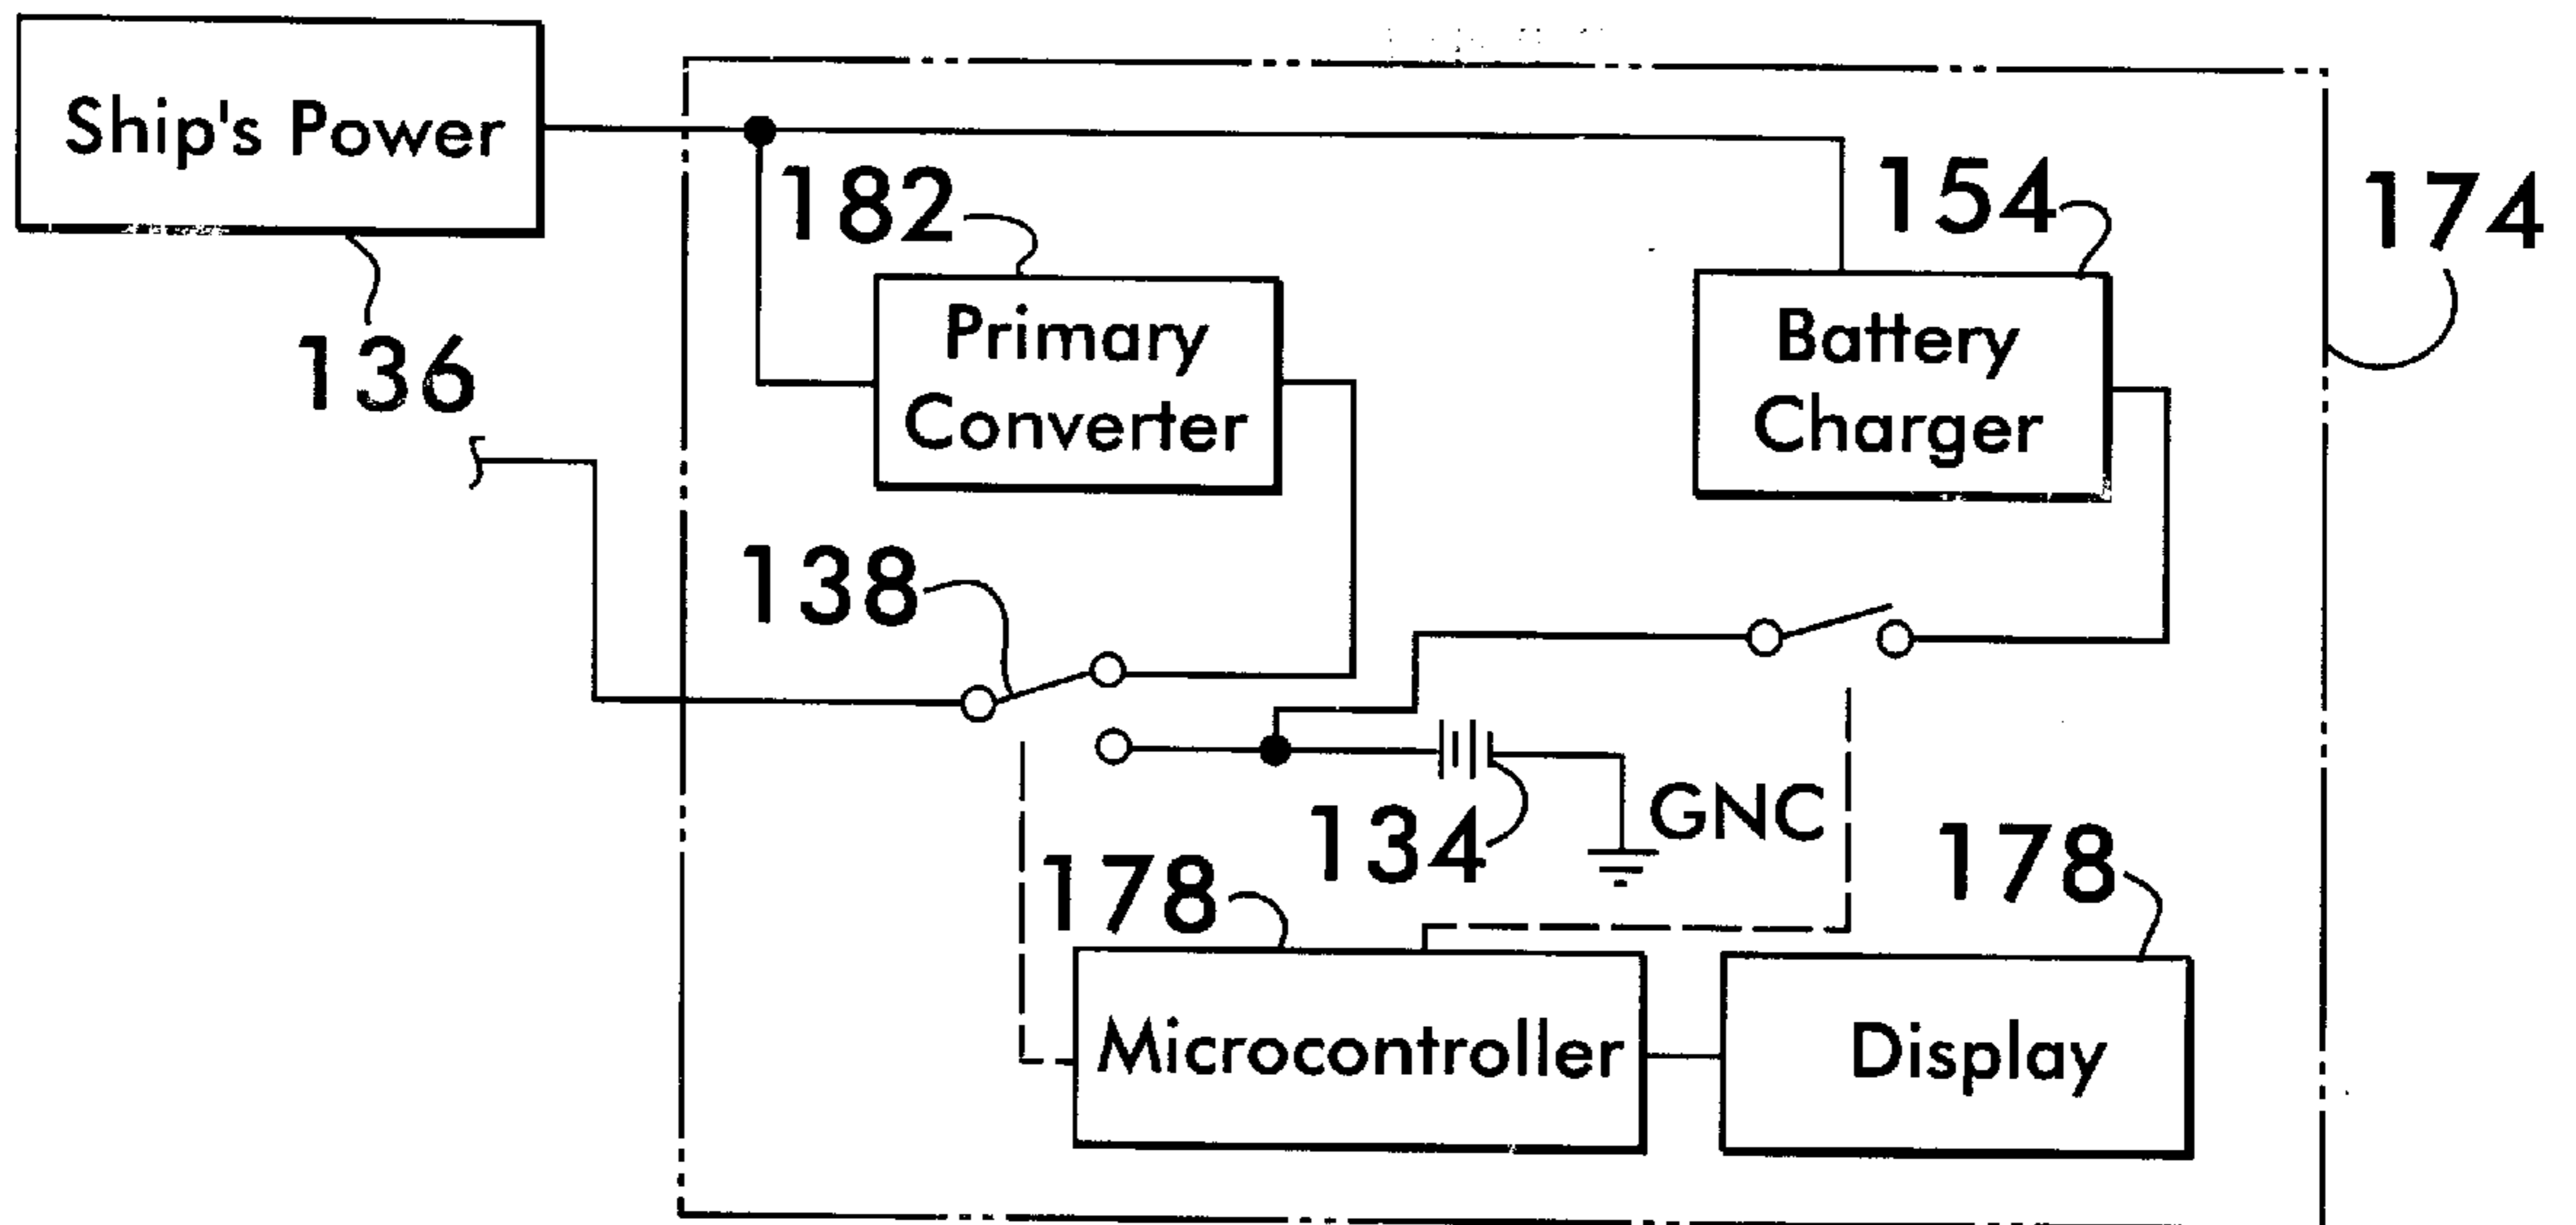 Ship's Power
136
182
Primary
Converter
154
Battery
Charger
174
138
134
GNC
178
Microcontroller
178
Display